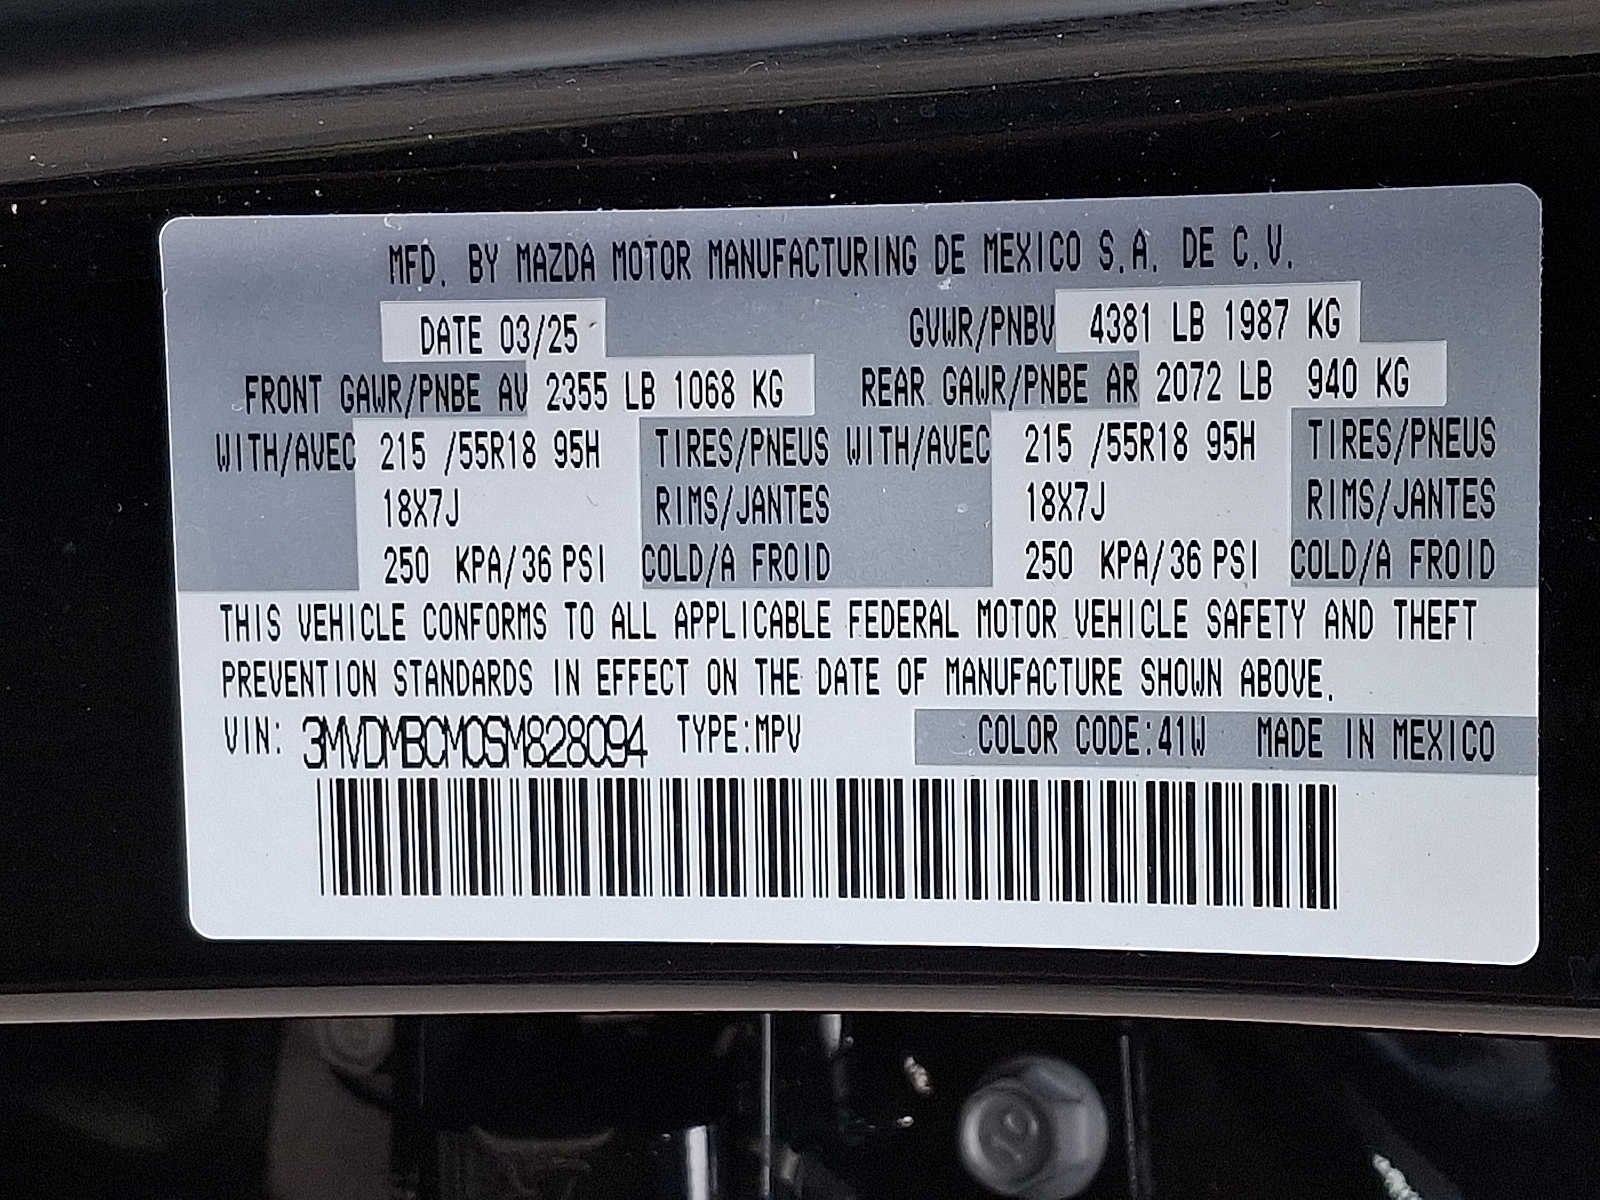 MFD. BY MAZDA MOTOR MANUFACTURING DE MEXICO S.A. DE C.V.
DATE 03/25 GVWR/PNBV 4381 LB 1987 KG
FRONT GAWR/PNBE AV 2355 LB 1068 KG REAR GAWR/PNBE AR 2072 LB 940 KG
WITH/AVEC 215 /55R18 95H TIRES/PNEUS WITH/AVEC 215 /55R18 95H TIRES/PNEUS
18X7J RIMS/JANTES 18X7J RIMS/JANTES
250 KPA/36 PSI COLD/A FROID 250 KPA/36 PSI COLD/A FROID
THIS VEHICLE CONFORMS TO ALL APPLICABLE FEDERAL MOTOR VEHICLE SAFETY AND THEFT
PREVENTION STANDARDS IN EFFECT ON THE DATE OF MANUFACTURE SHOWN ABOVE.
VIN: 3MVDMBCM0SM828094 TYPE:MPV COLOR CODE:41W MADE IN MEXICO